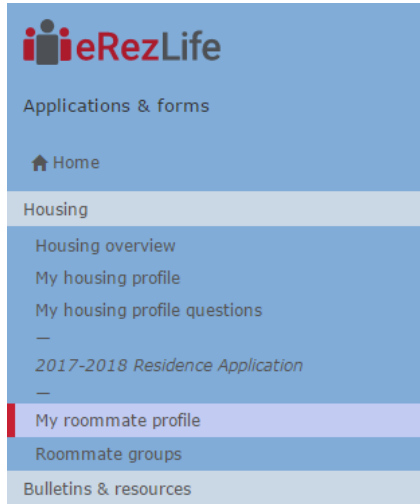 eRezLife
Applications & forms
Home
Housing
Housing overview
My housing profile
My housing profile questions
—
2017-2018 Residence Application
—
My roommate profile
Roommate groups
Bulletins & resources